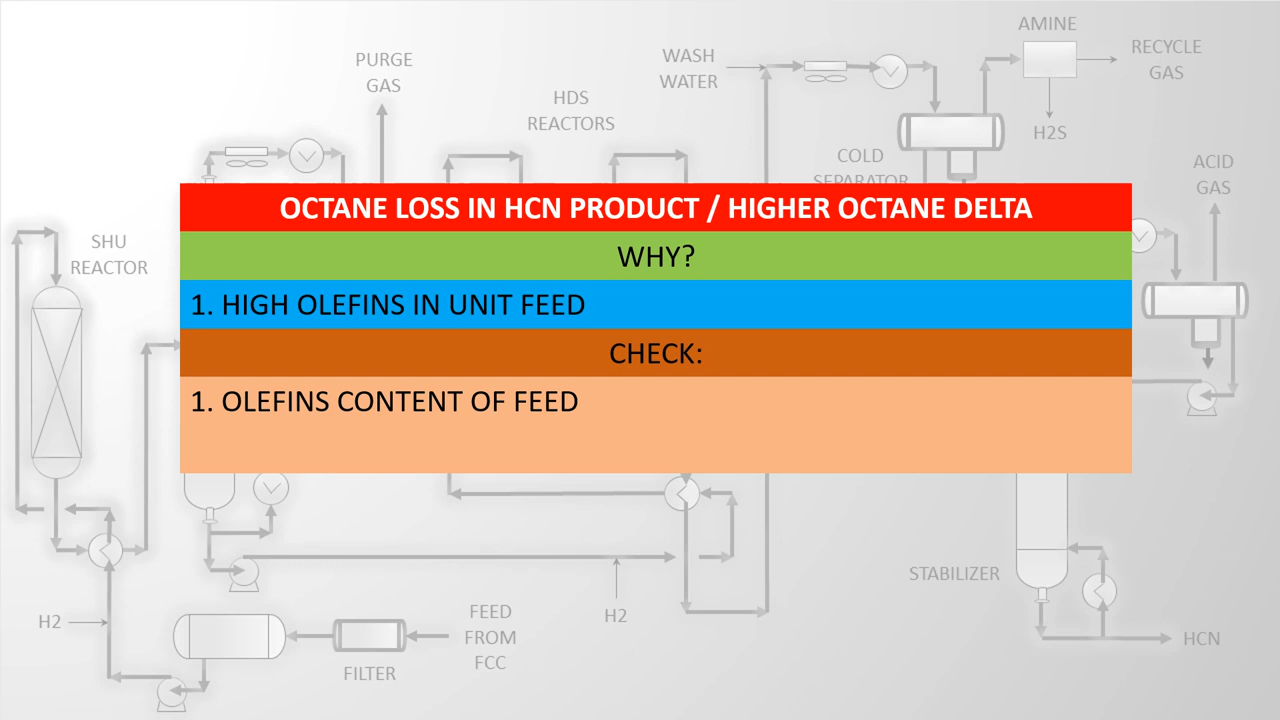 AMINE
PURGE
GAS
WASH
WATER
RECYCLE
GAS
HDS
REACTORS
H2S
COLD
SEPARATOR
ACID
GAS
OCTANE LOSS IN HCN PRODUCT / HIGHER OCTANE DELTA
SHU
REACTOR
WHY?
1. HIGH OLEFINS IN UNIT FEED
CHECK:
1. OLEFINS CONTENT OF FEED
STABILIZER
H2
H2
FEED
FROM
FCC
FILTER
HCN